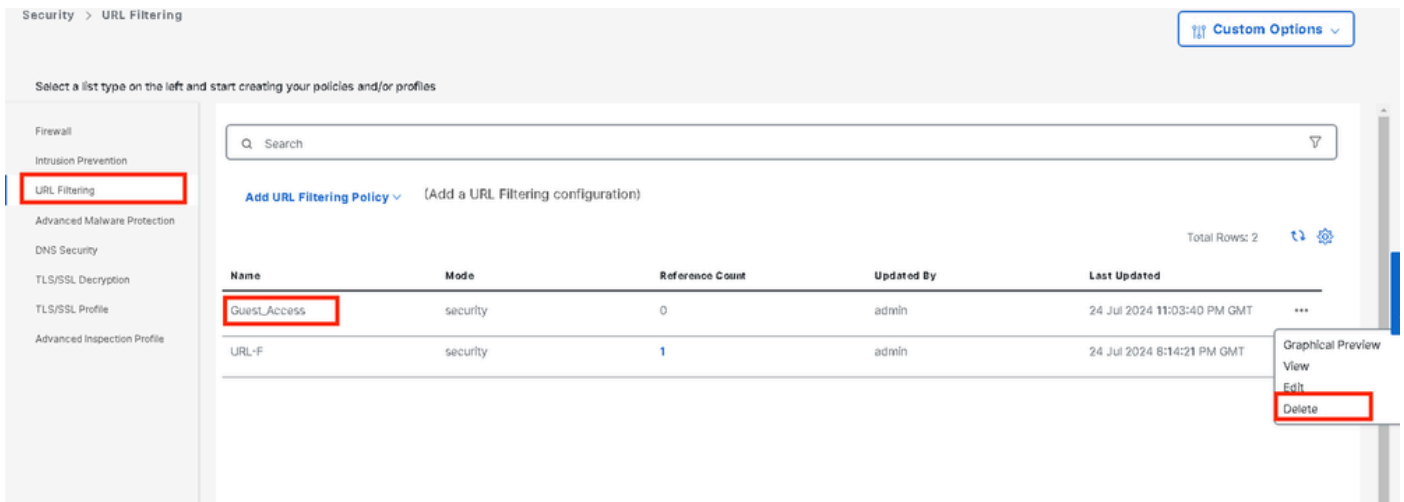 Security > URL Filtering
Custom Options
Select a list type on the left and start creating your policies and/or profiles
Firewall
Intrusion Prevention
URL Filtering
Advanced Malware Protection
DNS Security
TLS/SSL Decryption
TLS/SSL Profile
Advanced Inspection Profile
Search
Add URL Filtering Policy (Add a URL Filtering configuration)
Total Rows: 2
Name Mode Reference Count Updated By Last Updated
Guest_Access security 0 admin 24 Jul 2024 11:03:40 PM GMT ...
URL-F security 1 admin 24 Jul 2024 8:14:21 PM GMT
Graphical Preview
View
Edit
Delete